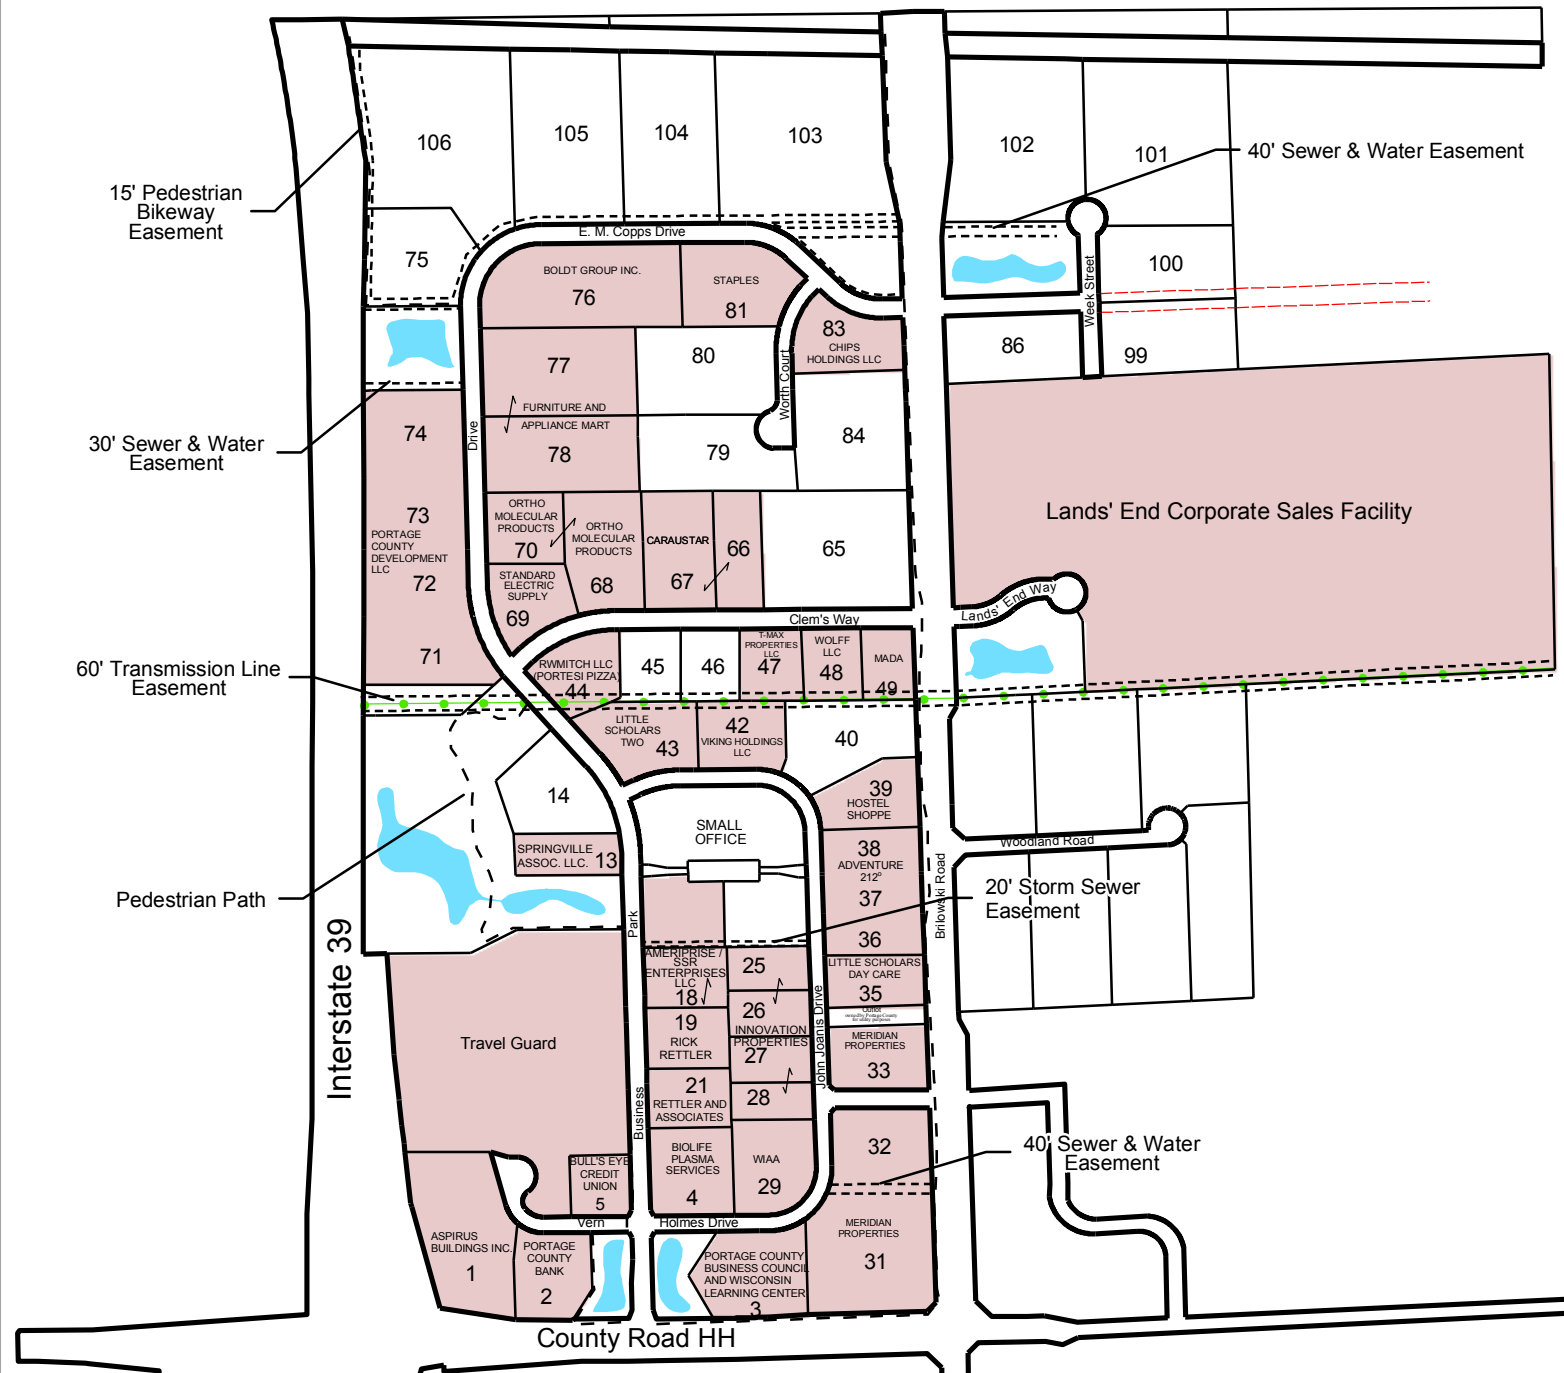 106
105
104
103
102
101
40' Sewer & Water Easement
15' Pedestrian
Bikeway
Easement
E. M. Copps Drive
75
BOLDT GROUP INC.
76
STAPLES
81
100
Week Street
83
CHIPS
HOLDINGS LLC
86
99
77
80
Worth Court
FURNITURE AND
APPLIANCE MART
78
79
84
30' Sewer & Water
Easement
74
Drive
73
PORTAGE
COUNTY
DEVELOPMENT
LLC
72
71
ORTHO
MOLECULAR
PRODUCTS
70
ORTHO
MOLECULAR
PRODUCTS
68
CARAUSTAR
67
66
65
Lands' End Corporate Sales Facility
STANDARD
ELECTRIC
SUPPLY
69
Clem's Way
Lands' End Way
60' Transmission Line
Easement
RWMITCH LLC
(PORTESI PIZZA)
44
45
46
T-MAX
PROPERTIES
LLC
47
WOLFF
LLC
48
MADA
49
LITTLE
SCHOLARS
TWO
43
42
VIKING HOLDINGS
LLC
40
14
39
HOSTEL
SHOPPE
SMALL
OFFICE
SPRINGVILLE
ASSOC. LLC.
13
38
ADVENTURE
212°
37
36
Woodland Road
Brilowski Road
Pedestrian Path
20' Storm Sewer
Easement
Interstate 39
Park
AMERIPRISE /
SSR
ENTERPRISES
LLC
18
25
LITTLE SCHOLARS
DAY CARE
35
Outlot
owned by Portage County
for utility purposes
19
RICK
RETTLER
26
INNOVATION
PROPERTIES
27
John Joanis Drive
MERIDIAN
PROPERTIES
33
Travel Guard
21
RETTLER AND
ASSOCIATES
28
Business
BIOLIFE
PLASMA
SERVICES
4
WIAA
29
32
40' Sewer & Water
Easement
BULL'S EYE
CREDIT
UNION
5
Vern
Holmes Drive
ASPIRUS
BUILDINGS INC.
1
PORTAGE
COUNTY
BANK
2
PORTAGE COUNTY
BUSINESS COUNCIL
AND WISCONSIN
LEARNING CENTER
3
MERIDIAN
PROPERTIES
31
County Road HH